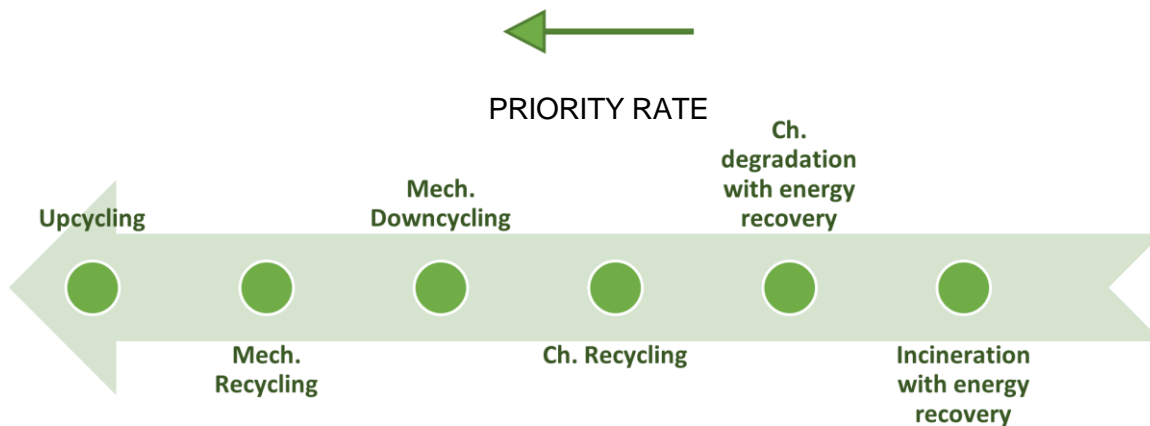 PRIORITY RATE
Upcycling
Mech.
Recycling
Mech.
Downcycling
Ch. Recycling
Ch.
degradation
with energy
recovery
Incineration
with energy
recovery